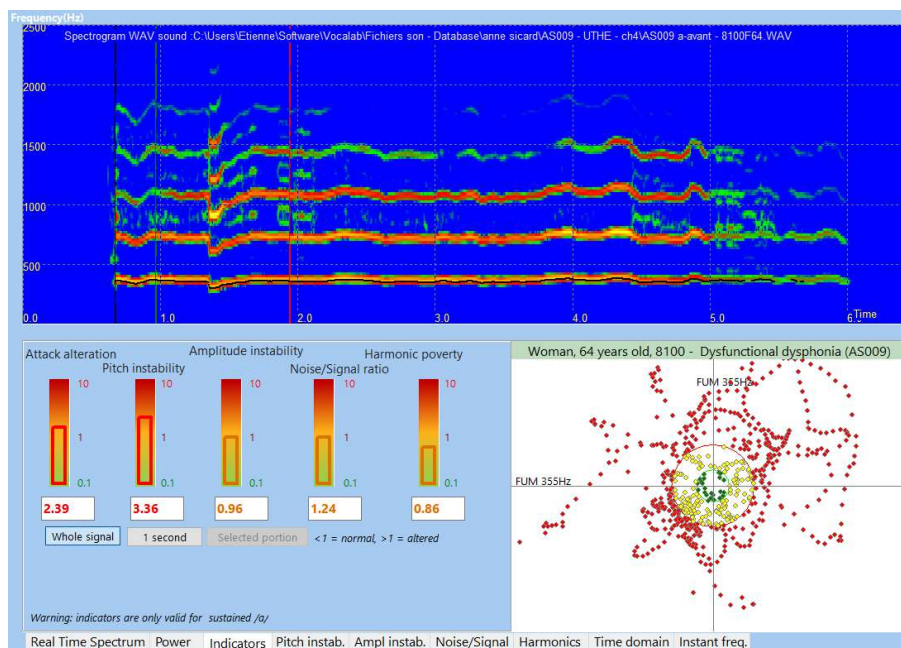 Frequency(Hz)
2500
Spectrogram WAV sound :C:\Users\Etienne\Software\Vocalab\Fichiers son - Database\anne sicard\AS009 - UTHE - ch4\AS009 a-avant - 8100F64.WAV
2000
1500
1000
500
0.0 1.0 2.0 3.0 4.0 5.0 6.0 Time
Attack alteration
Pitch instability
Amplitude instability
Noise/Signal ratio
Harmonic poverty
10 10 10 10 10
1 1 1 1 1
0.1 0.1 0.1 0.1 0.1
2.39 3.36 0.96 1.24 0.86
Whole signal 1 second Selected portion <1 = normal, >1 = altered
Warning: indicators are only valid for sustained /a/
Woman, 64 years old, 8100 - Dysfunctional dysphonia (AS009)
FUM 355Hz
FUM 355Hz
Real Time Spectrum Power Indicators Pitch instab. Ampl instab. Noise/Signal Harmonics Time domain Instant freq.